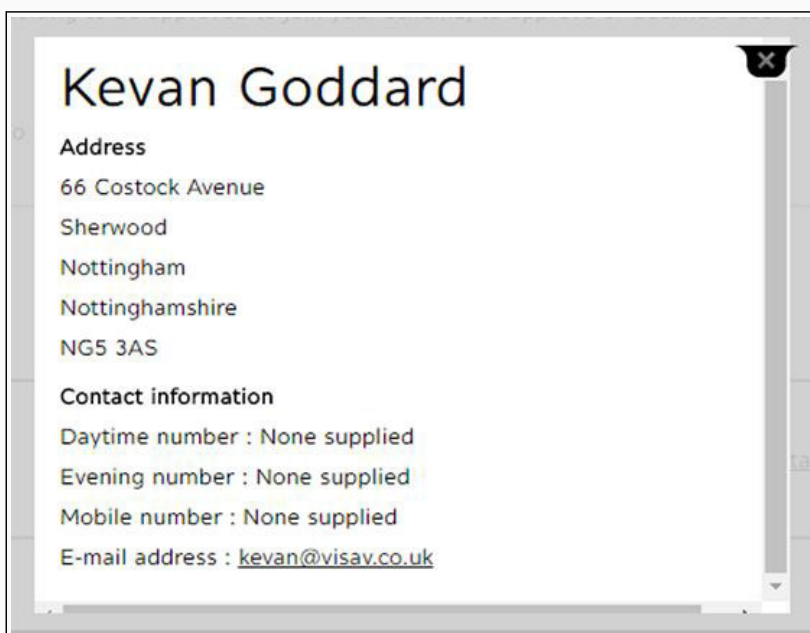 Kevan Goddard
Address
66 Costock Avenue
Sherwood
Nottingham
Nottinghamshire
NG5 3AS
Contact information
Daytime number : None supplied
Evening number : None supplied
Mobile number : None supplied
E-mail address : kevan@visav.co.uk